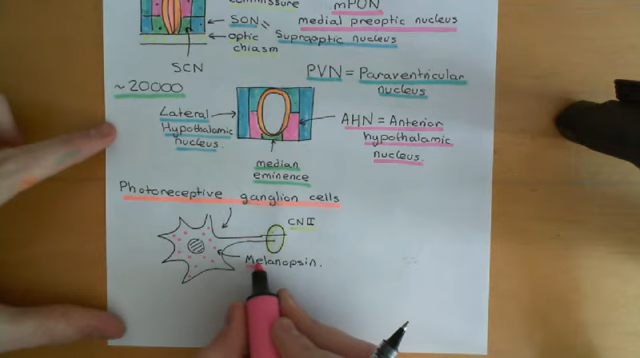 commissure
mPON
SON =
medial preoptic nucleus
optic
chiasm
Supraoptic nucleus
SCN
PVN = Paraventricular
nucleus
~20000
Lateral
Hypothalamic
nucleus.
AHN = Anterior
hypothalamic
nucleus.
median
eminence
Photoreceptive ganglion cells
CN II
Melanopsin.